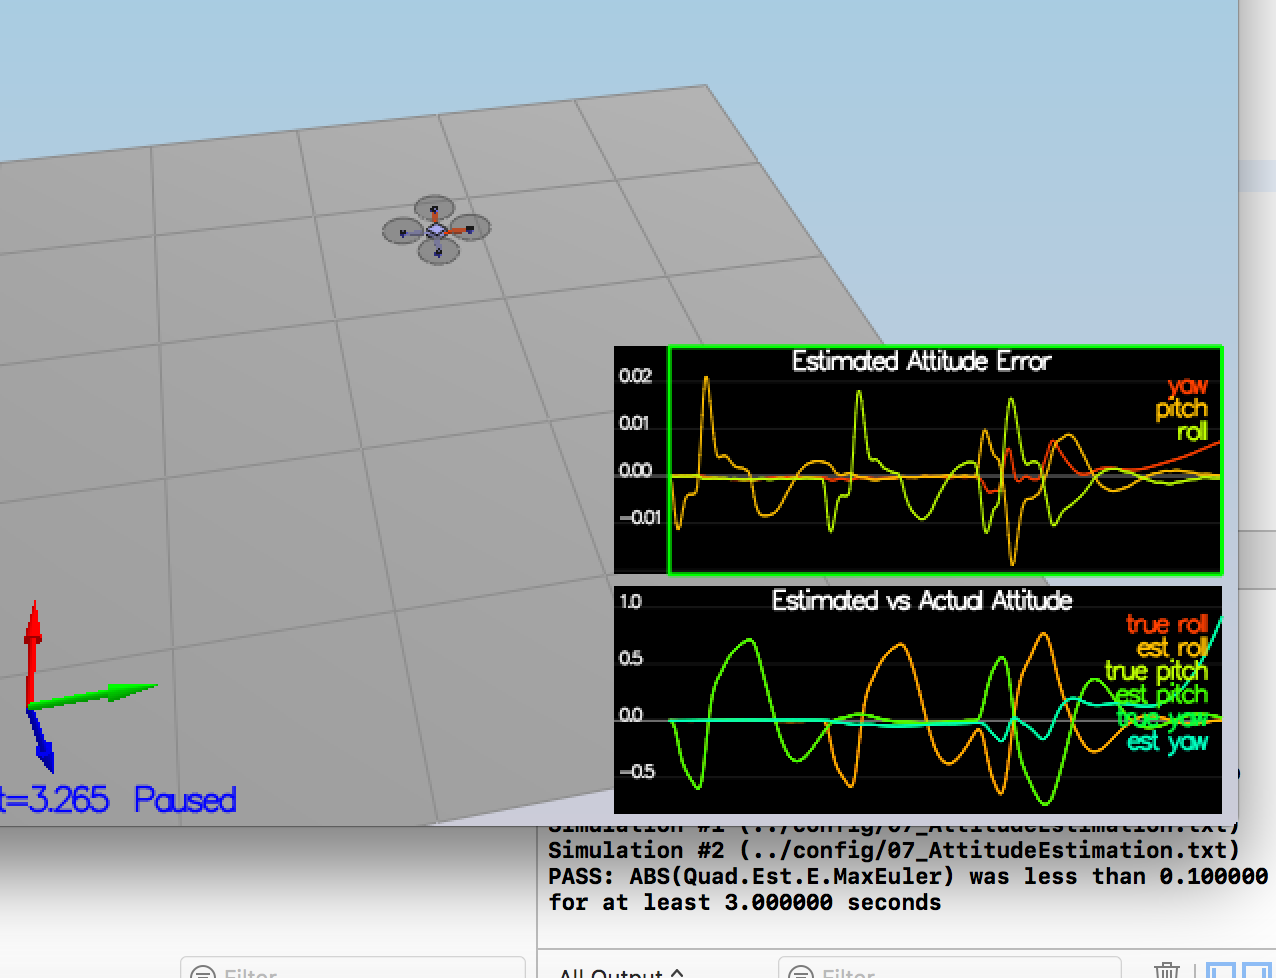 Estimated Attitude Error
0.02
0.01
0.00
−0.01
yaw
pitch
roll
Estimated vs Actual Attitude
1.0
0.5
0.0
−0.5
true roll
est roll
true pitch
est pitch
true yaw
est yaw
t=3.265 Paused
Simulation #1 (../config/07_AttitudeEstimation.txt)
Simulation #2 (../config/07_AttitudeEstimation.txt)
PASS: ABS(Quad.Est.E.MaxEuler) was less than 0.100000
for at least 3.000000 seconds
Filter
All Output
Filter